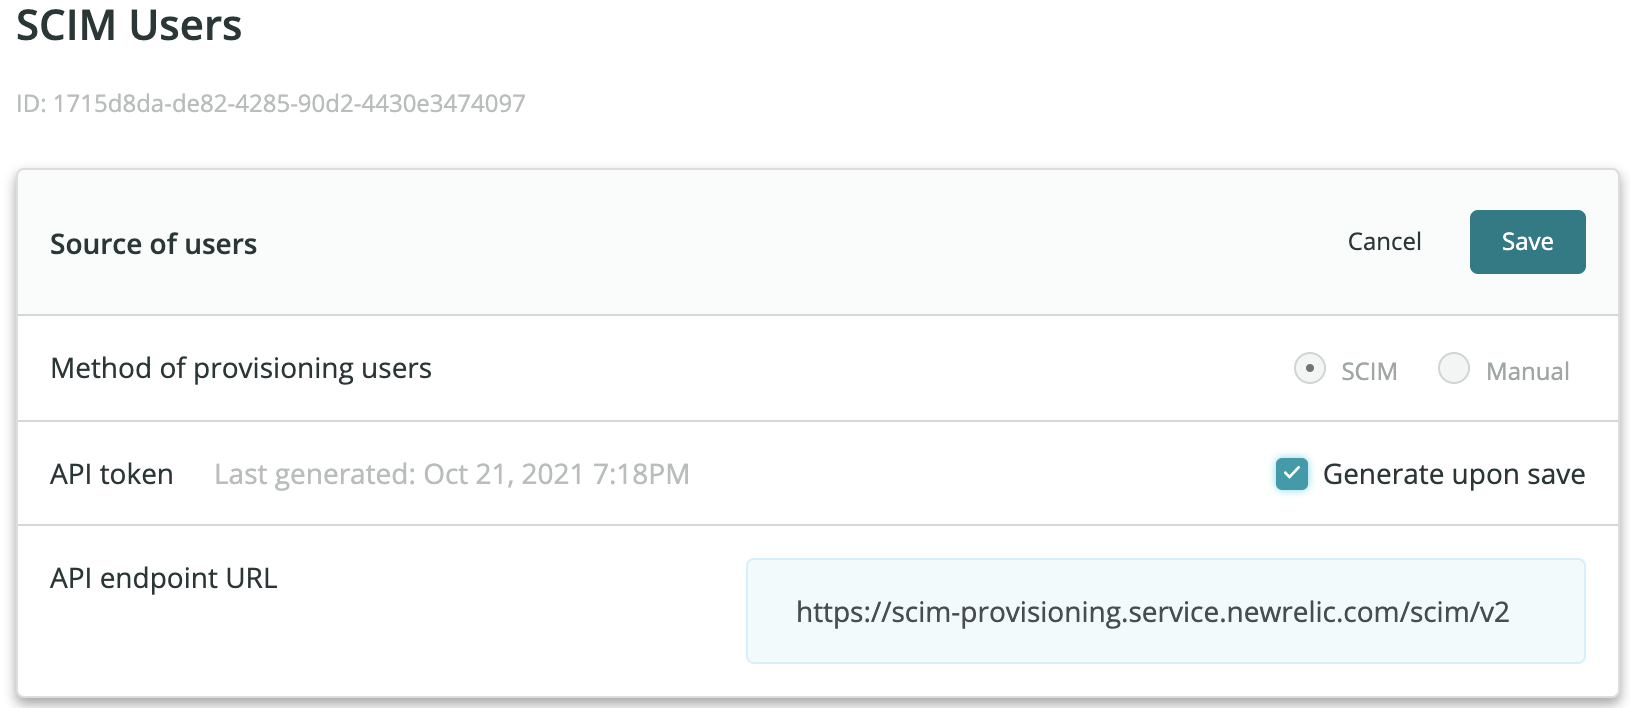 SCIM Users
ID: 1715d8da-de82-4285-90d2-4430e3474097
Source of users
Cancel
Save
Method of provisioning users
SCIM
Manual
API token
Last generated: Oct 21, 2021 7:18PM
Generate upon save
API endpoint URL
https://scim-provisioning.service.newrelic.com/scim/v2